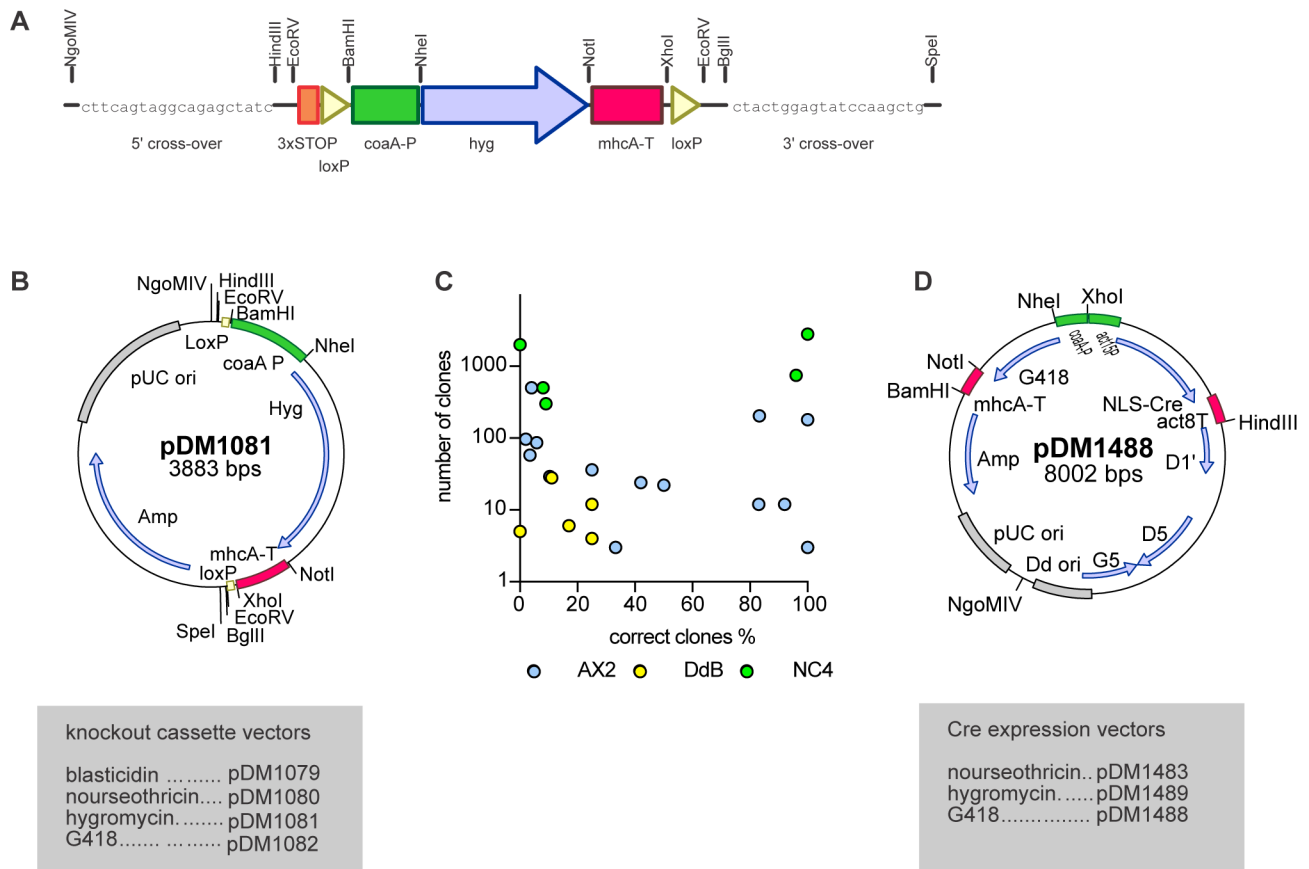 A
NgoMIV
HindIII
EcoRV
BamHI
NheI
NotI
XhoI
EcoRV
BglII
SpeI
cttcagtaggcagagctatc
ctactggagtatccaagctg
5' cross-over
3xSTOP
loxP
coaA-P
hyg
mhcA-T
loxP
3' cross-over
B
NgoMIV
HindIII
EcoRV
BamHI
LoxP
coaA P
NheI
pUC ori
Hyg
pDM1081
3883 bps
Amp
mhcA-T
loxP
NotI
XhoI
EcoRV
SpeI
BglII
knockout cassette vectors
blasticidin ... ...... pDM1079
nourseothricin.... pDM1080
hygromycin. ....... pDM1081
G418....... ... ...... pDM1082
C
number of clones
1000
100
10
1
0 20 40 60 80 100
correct clones %
AX2 DdB NC4
D
NheI
XhoI
coaA-P
act15P
NotI
G418
BamHI
mhcA-T
NLS-Cre
act8T
HindIII
pDM1488
8002 bps
Amp
D1'
pUC ori
D5
Dd ori
G5
NgoMIV
Cre expression vectors
nourseothricin.. pDM1483
hygromycin. ..... pDM1489
G418.............. pDM1488